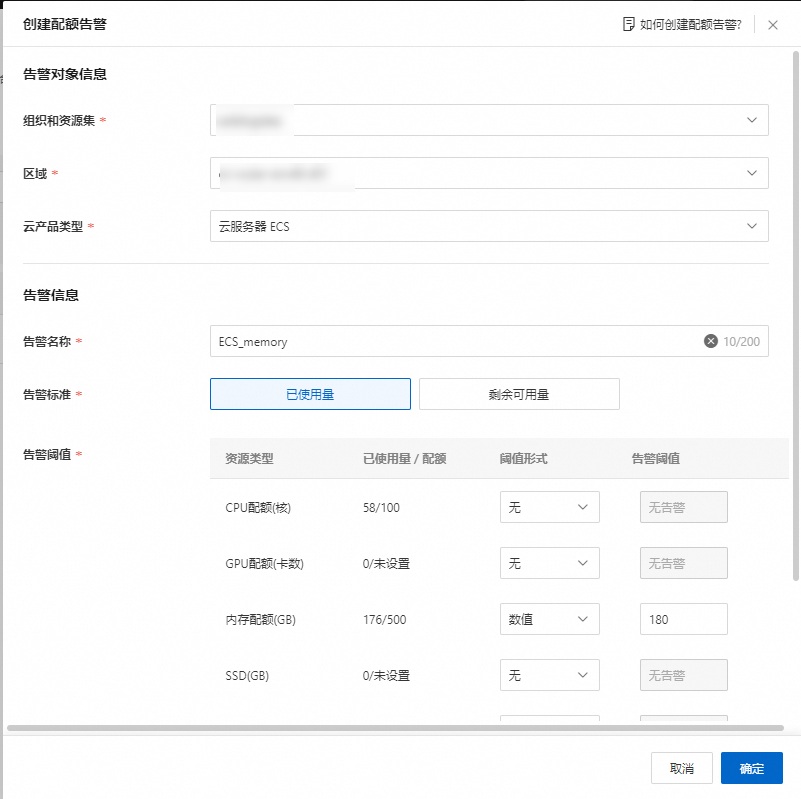 创建配额告警 如何创建配额告警?
告警对象信息
组织和资源集 *
区域 *
云产品类型 * 云服务器 ECS
告警信息
告警名称 * ECS_memory 10/200
告警标准 * 已使用量 剩余可用量
告警阈值 * 资源类型 已使用量 / 配额 阈值形式 告警阈值
CPU配额(核) 58/100 无 无告警
GPU配额(卡数) 0/未设置 无 无告警
内存配额(GB) 176/500 数值 180
SSD(GB) 0/未设置 无 无告警
取消 确定